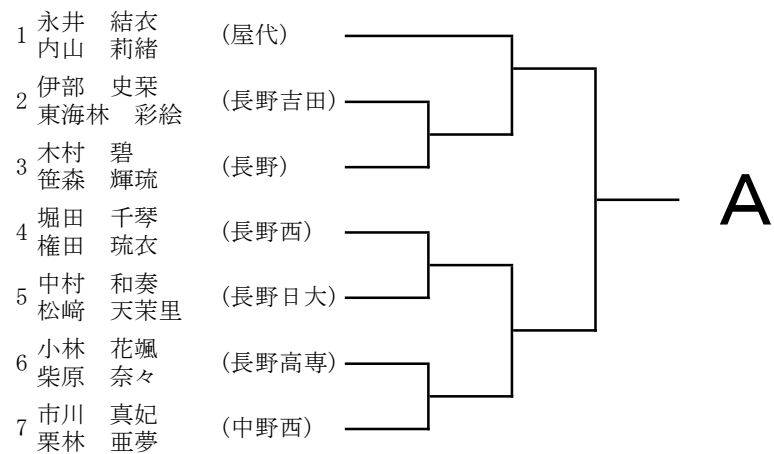 1 永井　結衣 (屋代)
内山　莉緒
2 伊部　史栞 (長野吉田)
東海林　彩絵
3 木村　碧 (長野)
笹森　輝琉
4 堀田　千琴 (長野西)
権田　琉衣
5 中村　和奏 (長野日大)
松﨑　天茉里
6 小林　花颯 (長野高専)
柴原　奈々
7 市川　真妃 (中野西)
栗林　亜夢
A